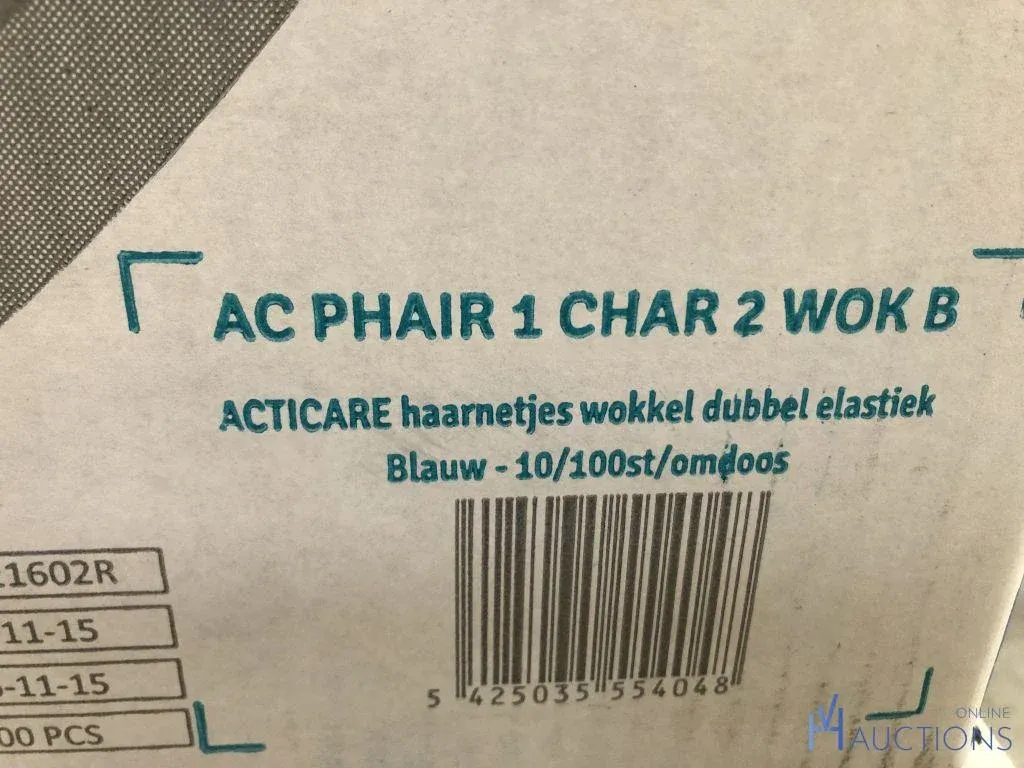 AC PHAIR 1 CHAR 2 WOK B
ACTICARE haarnetjes wokkel dubbel elastiek
Blauw - 10/100st/omdoos
1602R
11-15
-11-15
00 PCS
5 425035 554048
ONLINE
AUCTIONS